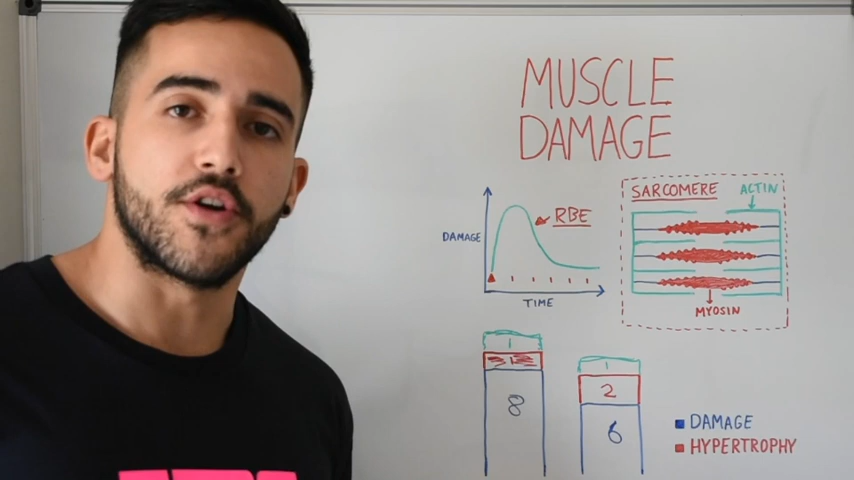 MUSCLE
DAMAGE
SARCOMERE
ACTIN
RBE
DAMAGE
TIME
MYOSIN
1
1
8
2
6
DAMAGE
HYPERTROPHY